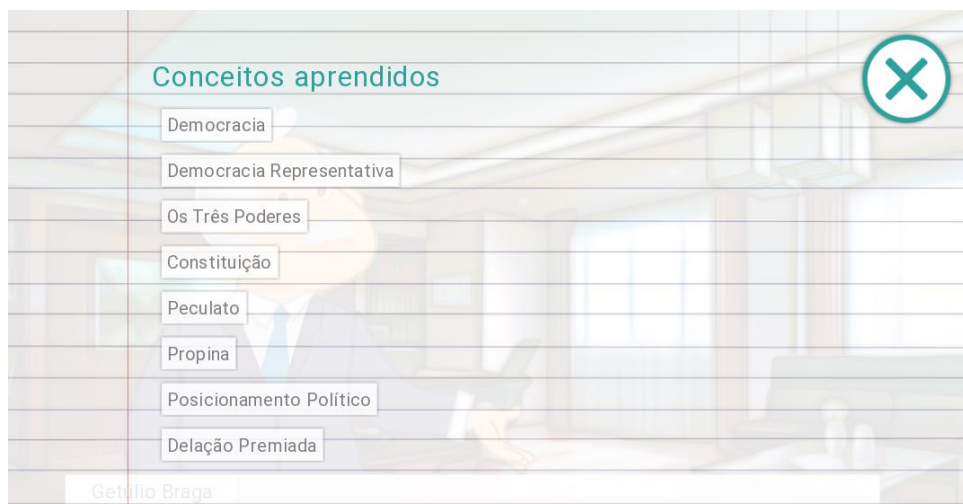 Conceitos aprendidos
Democracia
Democracia Representativa
Os Três Poderes
Constituição
Peculato
Propina
Posicionamento Político
Delação Premiada
Getúlio Braga